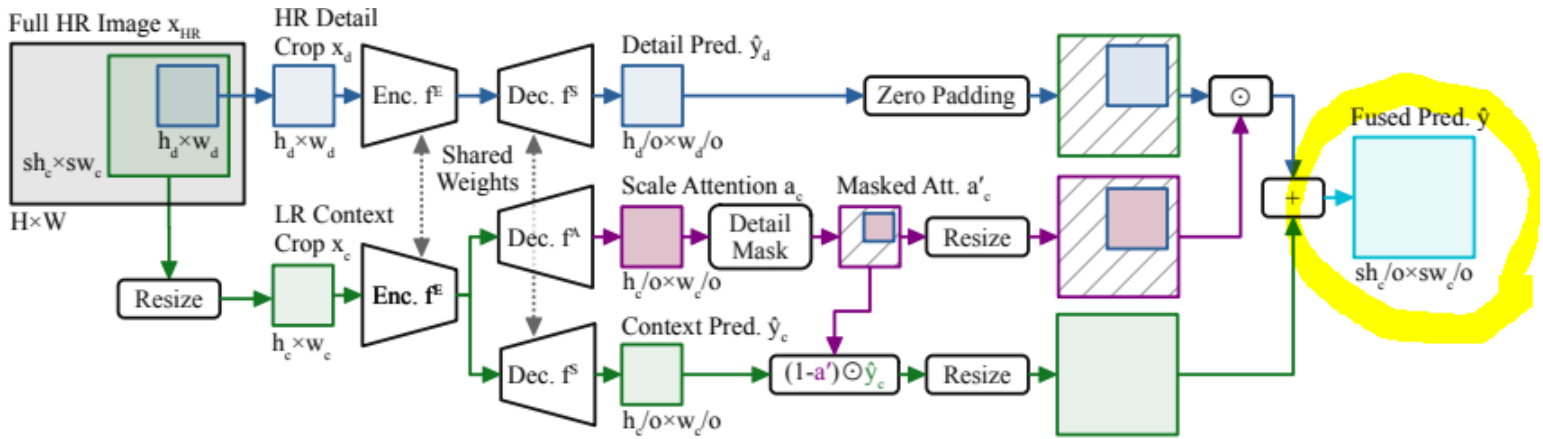 Full HR Image x_HR
h_d×w_d
sh_c×sw_c
H×W
Resize
HR Detail
Crop x_d
h_d×w_d
LR Context
Crop x_c
h_c×w_c
Enc. f^E
Dec. f^S
Shared
Weights
Enc. f^E
Dec. f^A
Dec. f^S
Detail Pred. ŷ_d
h_d/o×w_d/o
Zero Padding
Scale Attention a_c
h_c/o×w_c/o
Detail
Mask
Masked Att. a′_c
Resize
Context Pred. ŷ_c
h_c/o×w_c/o
(1-a′)⊙ŷ_c
Resize
⊙
+
Fused Pred. ŷ
sh_c/o×sw_c/o